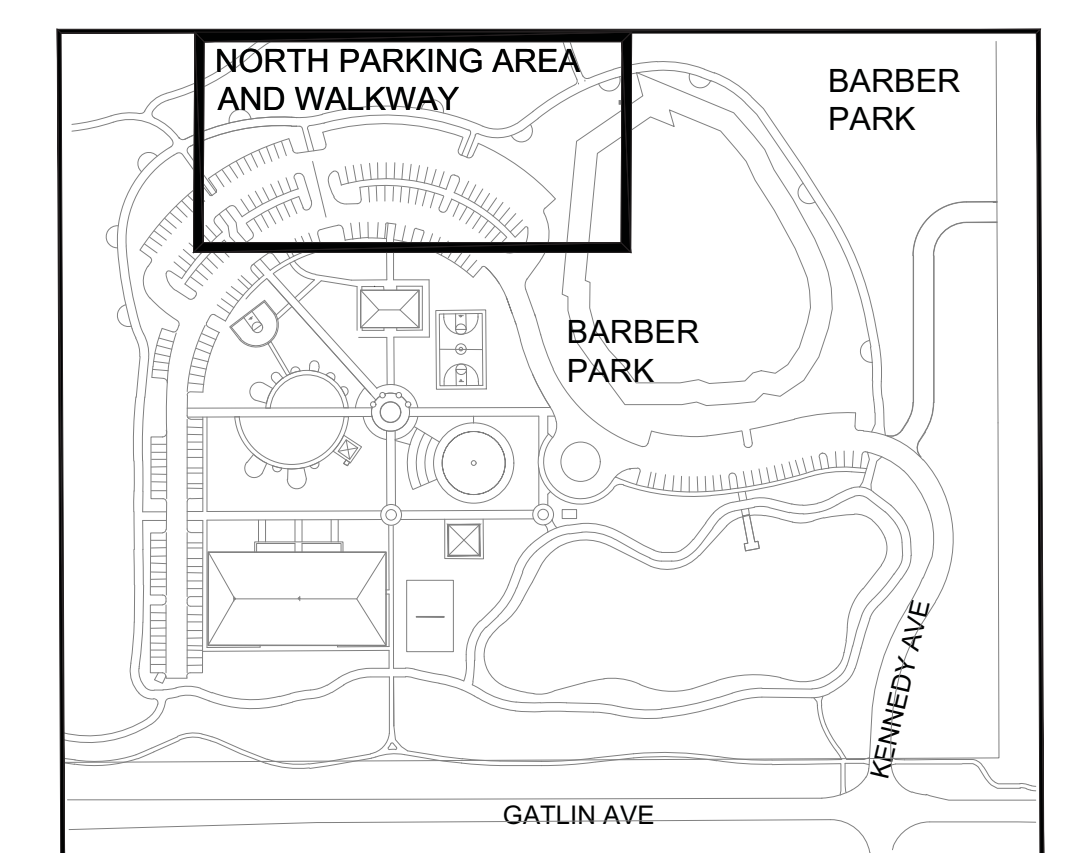 NORTH PARKING AREA
AND WALKWAY
BARBER
PARK
BARBER
PARK
KENNEDY AVE
GATLIN AVE